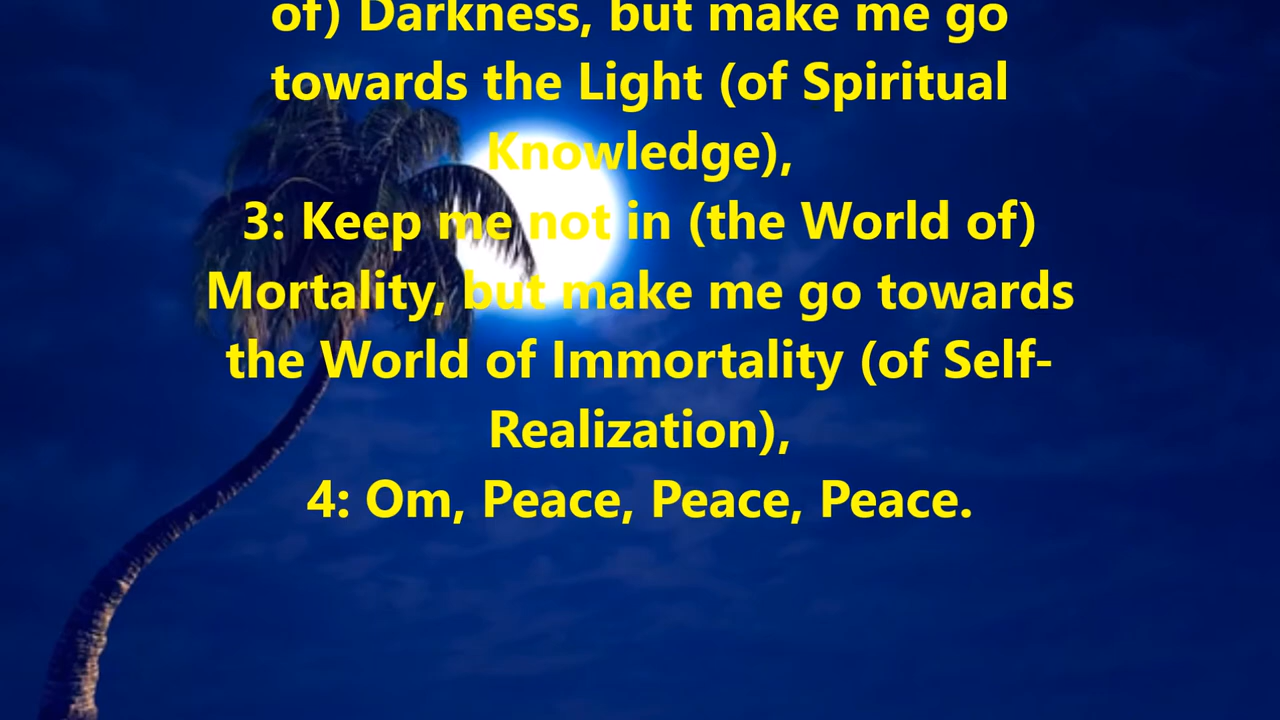 of) Darkness, but make me go
towards the Light (of Spiritual
Knowledge),
3: Keep me not in (the World of)
Mortality, but make me go towards
the World of Immortality (of Self-
Realization),
4: Om, Peace, Peace, Peace.